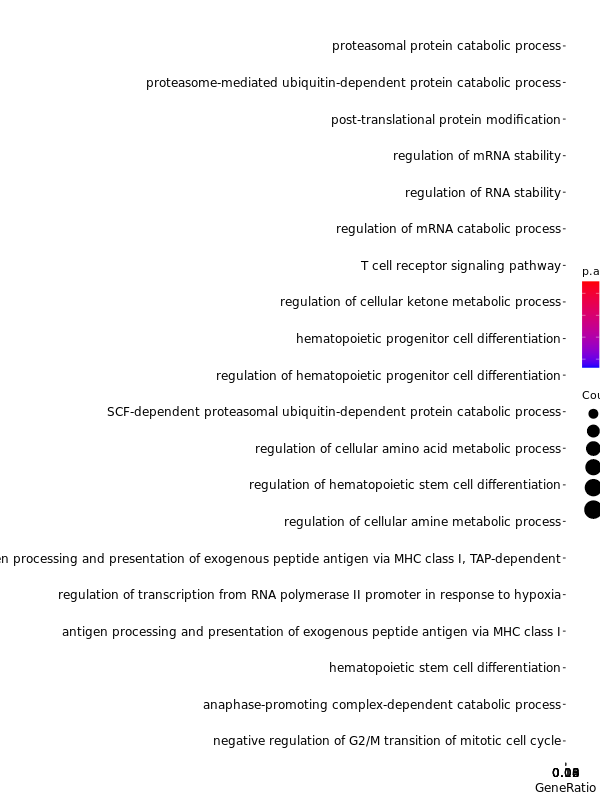 proteasomal protein catabolic process
proteasome-mediated ubiquitin-dependent protein catabolic process
post-translational protein modification
regulation of mRNA stability
regulation of RNA stability
regulation of mRNA catabolic process
T cell receptor signaling pathway
p.a
regulation of cellular ketone metabolic process
hematopoietic progenitor cell differentiation
regulation of hematopoietic progenitor cell differentiation
Cou
SCF-dependent proteasomal ubiquitin-dependent protein catabolic process
regulation of cellular amino acid metabolic process
regulation of hematopoietic stem cell differentiation
regulation of cellular amine metabolic process
en processing and presentation of exogenous peptide antigen via MHC class I, TAP-dependent
regulation of transcription from RNA polymerase II promoter in response to hypoxia
antigen processing and presentation of exogenous peptide antigen via MHC class I
hematopoietic stem cell differentiation
anaphase-promoting complex-dependent catabolic process
negative regulation of G2/M transition of mitotic cell cycle
GeneRatio